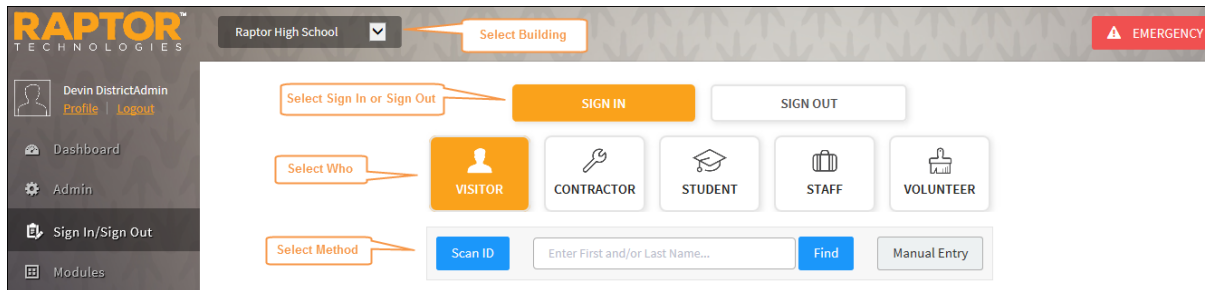 RAPTOR™
TECHNOLOGIES
Raptor High School
Select Building
EMERGENCY
Devin DistrictAdmin
Profile | Logout
Select Sign In or Sign Out
SIGN IN
SIGN OUT
Dashboard
Select Who
VISITOR
CONTRACTOR
STUDENT
STAFF
VOLUNTEER
Admin
Sign In/Sign Out
Select Method
Scan ID
Enter First and/or Last Name...
Find
Manual Entry
Modules